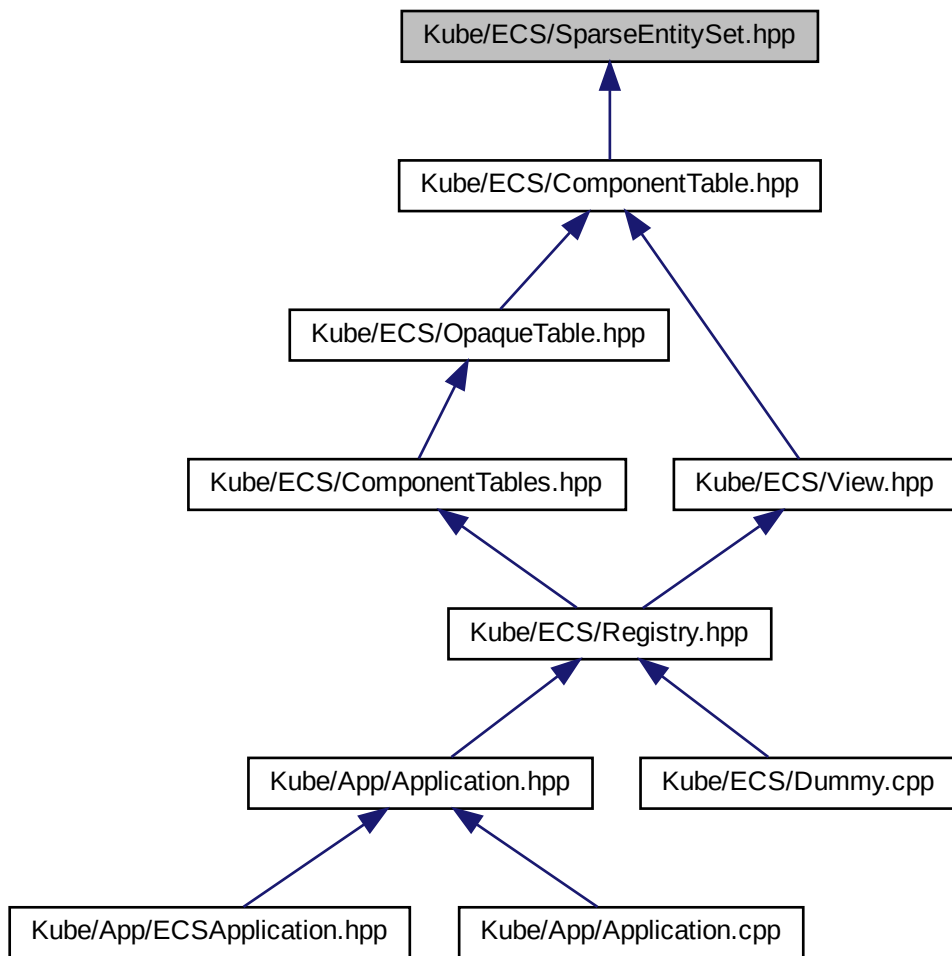 Kube/ECS/SparseEntitySet.hpp
Kube/ECS/ComponentTable.hpp
Kube/ECS/OpaqueTable.hpp
Kube/ECS/ComponentTables.hpp
Kube/ECS/View.hpp
Kube/ECS/Registry.hpp
Kube/App/Application.hpp
Kube/ECS/Dummy.cpp
Kube/App/ECSApplication.hpp
Kube/App/Application.cpp